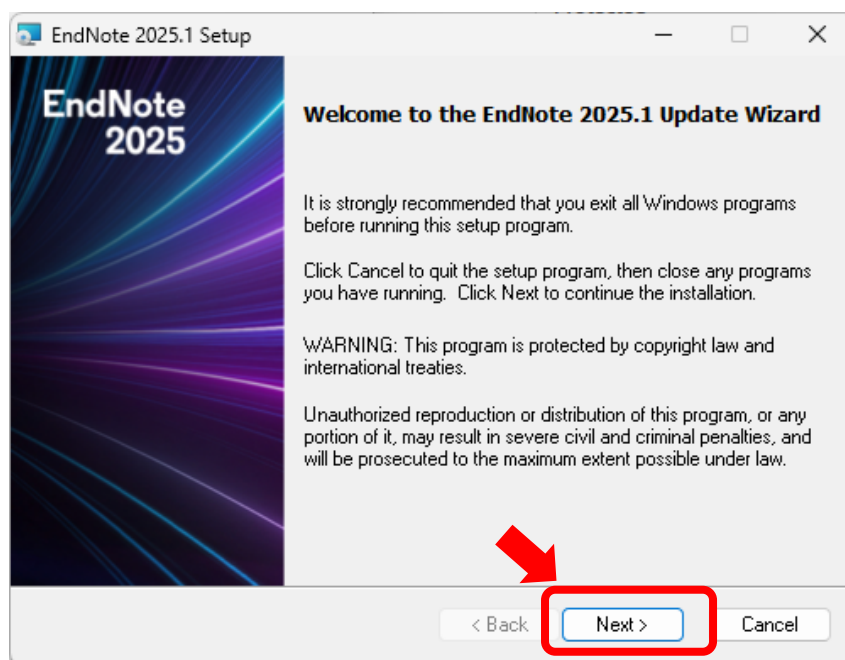 EndNote 2025.1 Setup
EndNote
2025
Welcome to the EndNote 2025.1 Update Wizard
It is strongly recommended that you exit all Windows programs
before running this setup program.
Click Cancel to quit the setup program, then close any programs
you have running.  Click Next to continue the installation.
WARNING: This program is protected by copyright law and
international treaties.
Unauthorized reproduction or distribution of this program, or any
portion of it, may result in severe civil and criminal penalties, and
will be prosecuted to the maximum extent possible under law.
< Back
Next >
Cancel